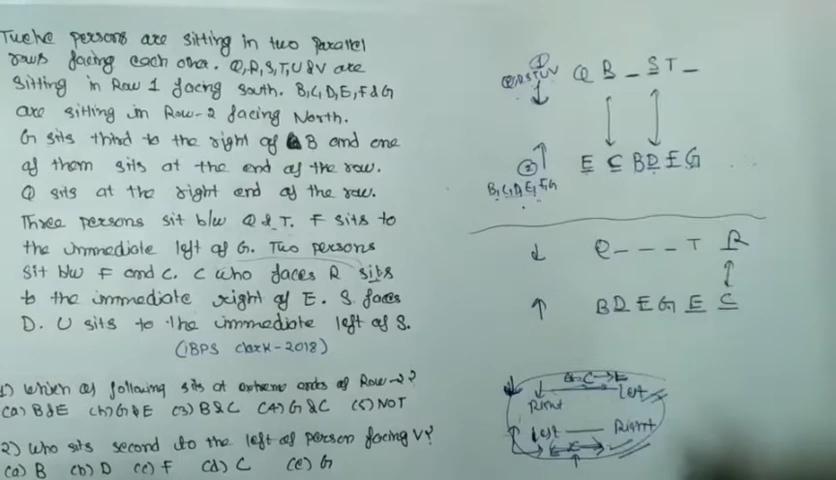 Twelve persons are sitting in two parallel
rows facing each other. Q, R, S, T, U & V are
sitting in Row 1 facing South. B, C, D, E, F & G
are sitting in Row-2 facing North.
G sits third to the right of B and one
of them sits at the end of the row.
Q sits at the right end of the row.
Three persons sit b/w Q & T. F sits to
the immediate left of G. Two persons
sit b/w F and C. C who faces R sits
to the immediate right of E. S faces
D. U sits to the immediate left of S.
(IBPS Clerk-2018)
1) Which of following sits at extreme ends of Row-2?
(a) B & E (b) G & E (3) B & C (4) G & C (5) NOT
2) Who sits second to the left of person facing V?
(a) B (b) D (c) F (d) C (e) G
①
Q,R,S,T,U,V
Q R _ S T _
②
B,C,D,E,F,G
E C B D F G
Q _ _ _ T R
B D F G E C
Left
Right
Left Right